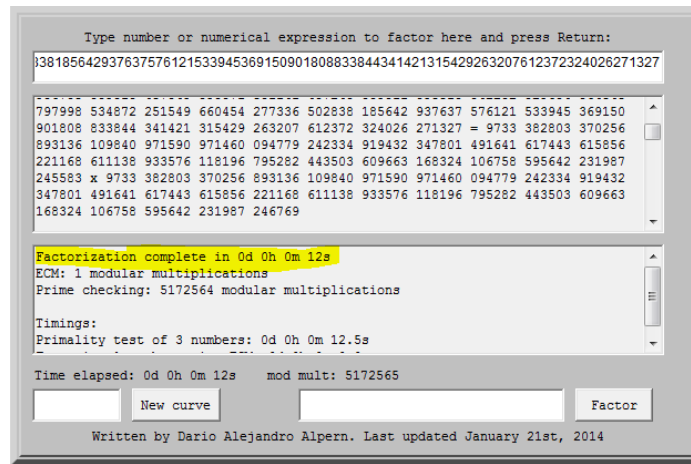 Type number or numerical expression to factor here and press Return:
338185642937637576121533945369150901808833844341421315429263207612372324026271327
797998 534872 251549 660454 277336 502838 185642 937637 576121 533945 369150
901808 833844 341421 315429 263207 612372 324026 271327 = 9733 382803 370256
893136 109840 971590 971460 094779 242334 919432 347801 491641 617443 615856
221168 611138 933576 118196 795282 443503 609663 168324 106758 595642 231987
245583 x 9733 382803 370256 893136 109840 971590 971460 094779 242334 919432
347801 491641 617443 615856 221168 611138 933576 118196 795282 443503 609663
168324 106758 595642 231987 246769
Factorization complete in 0d 0h 0m 12s
ECM: 1 modular multiplications
Prime checking: 5172564 modular multiplications
Timings:
Primality test of 3 numbers: 0d 0h 0m 12.5s
Time elapsed: 0d 0h 0m 12s mod mult: 5172565
New curve Factor
Written by Dario Alejandro Alpern. Last updated January 21st, 2014